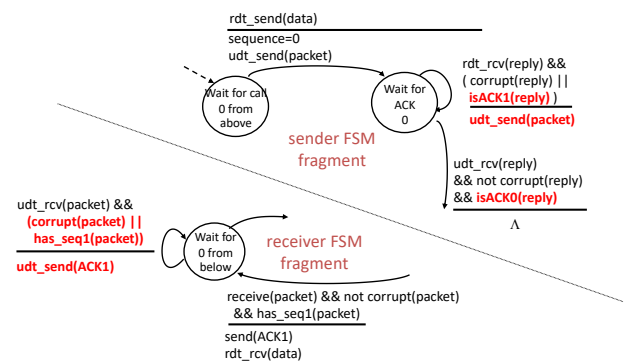 rdt_send(data)
sequence=0
udt_send(packet)
Wait for call
0 from
above
Wait for
ACK
0
rdt_rcv(reply) &&
( corrupt(reply) ||
isACK1(reply) )
udt_send(packet)
sender FSM
fragment
udt_rcv(reply)
&& not corrupt(reply)
&& isACK0(reply)
Λ
udt_rcv(packet) &&
(corrupt(packet) ||
has_seq1(packet))
udt_send(ACK1)
Wait for
0 from
below
receiver FSM
fragment
receive(packet) && not corrupt(packet)
&& has_seq1(packet)
send(ACK1)
rdt_rcv(data)